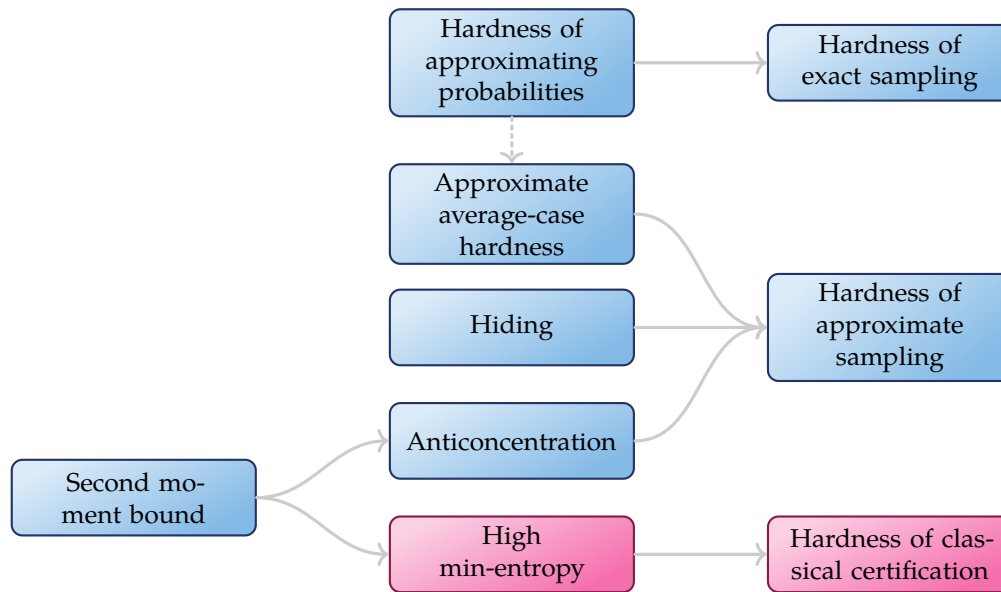 Hardness of
approximating
probabilities
Hardness of
exact sampling
Approximate
average-case
hardness
Hiding
Hardness of
approximate
sampling
Anticoncentration
Second mo-
ment bound
High
min-entropy
Hardness of clas-
sical certification